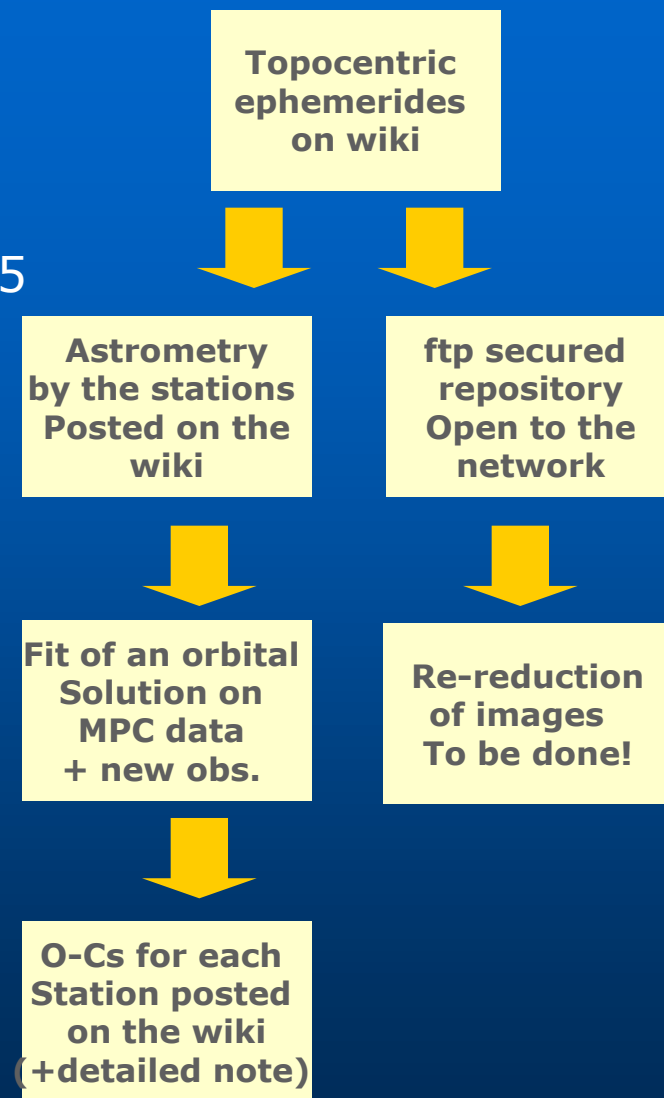 Topocentric
ephemerides
on wiki
5
Astrometry
by the stations
Posted on the
wiki
ftp secured
repository
Open to the
network
Fit of an orbital
Solution on
MPC data
+ new obs.
Re-reduction
of images
To be done!
O-Cs for each
Station posted
on the wiki
(+detailed note)